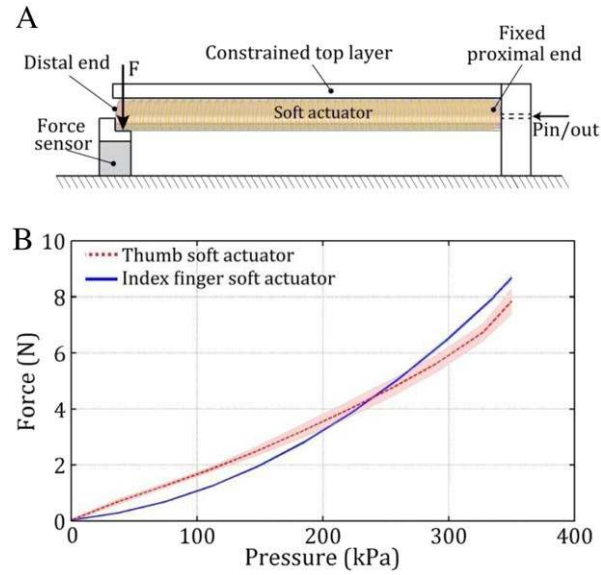 A
Distal end
F
Constrained top layer
Fixed
proximal end
Soft actuator
Force
sensor
Pin/out
B
10
8
6
4
2
0
Force (N)
Thumb soft actuator
Index finger soft actuator
0
100
200
300
400
Pressure (kPa)